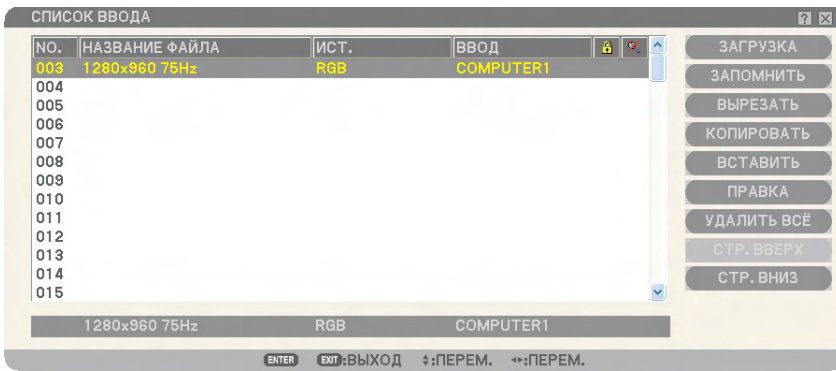 СПИСОК ВВОДА
NO. НАЗВАНИЕ ФАЙЛА ИСТ. ВВОД
003 1280x960 75Hz RGB COMPUTER1
004
005
006
007
008
009
010
011
012
013
014
015
ЗАГРУЗКА
ЗАПОМНИТЬ
ВЫРЕЗАТЬ
КОПИРОВАТЬ
ВСТАВИТЬ
ПРАВКА
УДАЛИТЬ ВСЁ
СТР. ВВЕРХ
СТР. ВНИЗ
1280x960 75Hz RGB COMPUTER1
ENTER EXIT:ВЫХОД :ПЕРЕМ. :ПЕРЕМ.